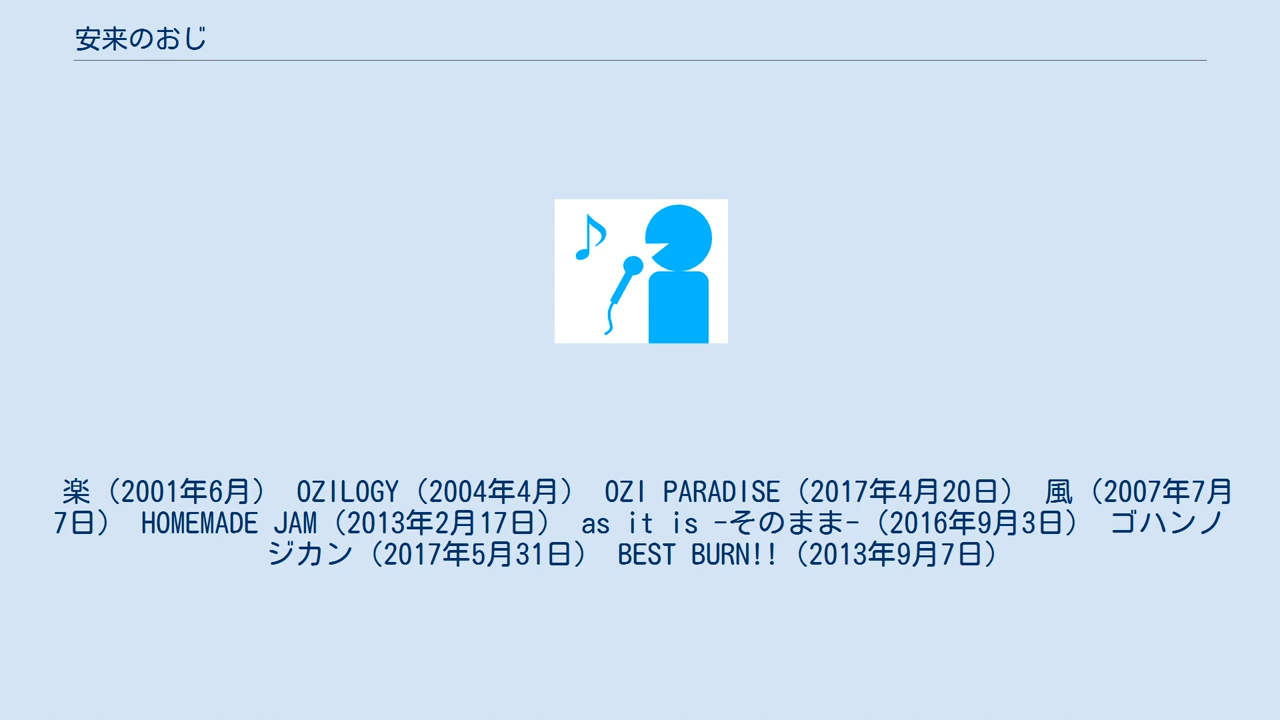 安来のおじ
楽（2001年6月） OZILOGY（2004年4月） OZI PARADISE（2017年4月20日） 風（2007年7月
7日） HOMEMADE JAM（2013年2月17日） as it is -そのまま-（2016年9月3日） ゴハンノ
ジカン（2017年5月31日） BEST BURN!!（2013年9月7日）